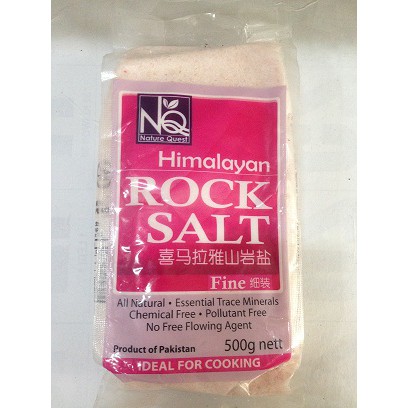 NQ
Nature Quest
Himalayan
ROCK
SALT
喜马拉雅山岩盐
Fine 细装
All Natural • Essential Trace Minerals
Chemical Free • Pollutant Free
No Free Flowing Agent
Product of Pakistan 500g nett
IDEAL FOR COOKING